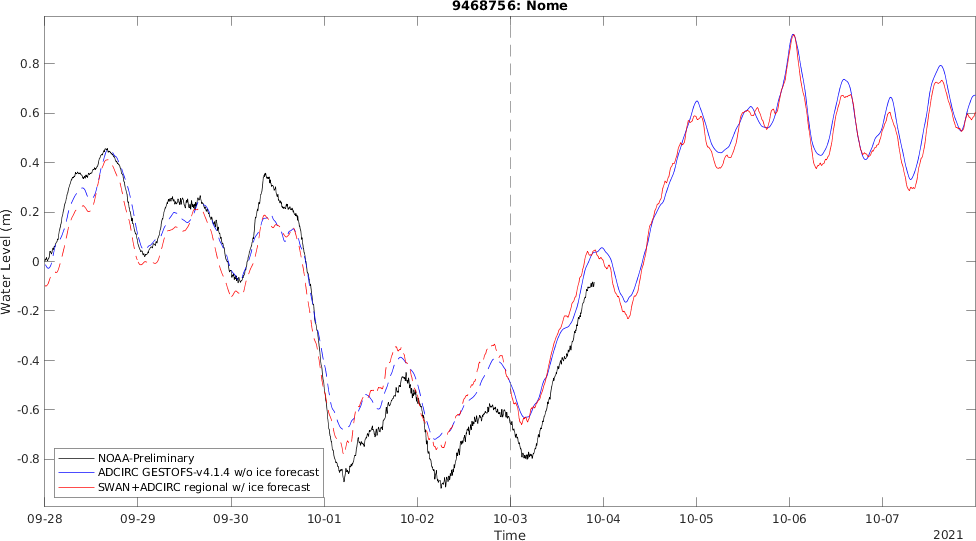 9468756: Nome
Water Level (m)
0.8
0.6
0.4
0.2
0
-0.2
-0.4
-0.6
-0.8
NOAA-Preliminary
ADCIRC GESTOFS-v4.1.4 w/o ice forecast
SWAN+ADCIRC regional w/ ice forecast
09-28 09-29 09-30 10-01 10-02 10-03 10-04 10-05 10-06 10-07
Time
2021